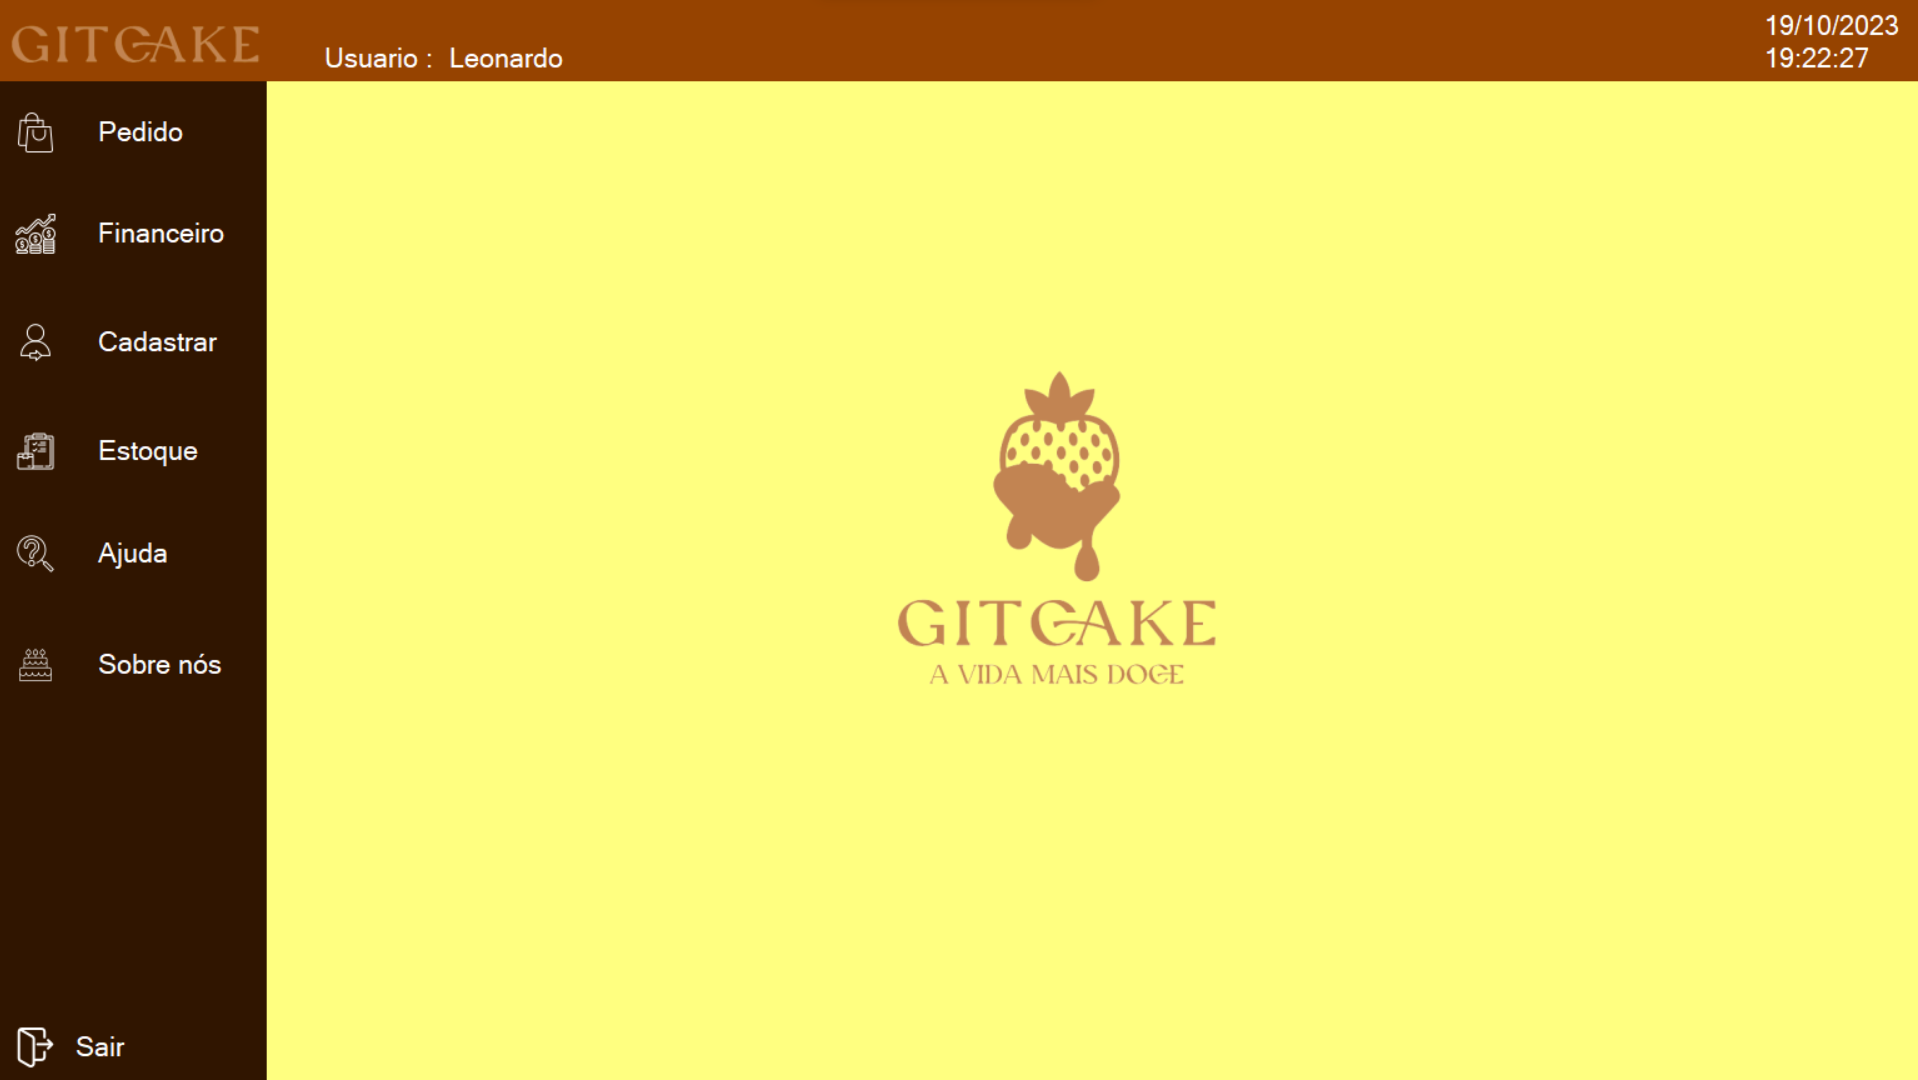 GITCAKE
Usuario : Leonardo
19/10/2023
19:22:27
Pedido
Financeiro
Cadastrar
Estoque
Ajuda
Sobre nós
Sair
GITCAKE
A VIDA MAIS DOCE